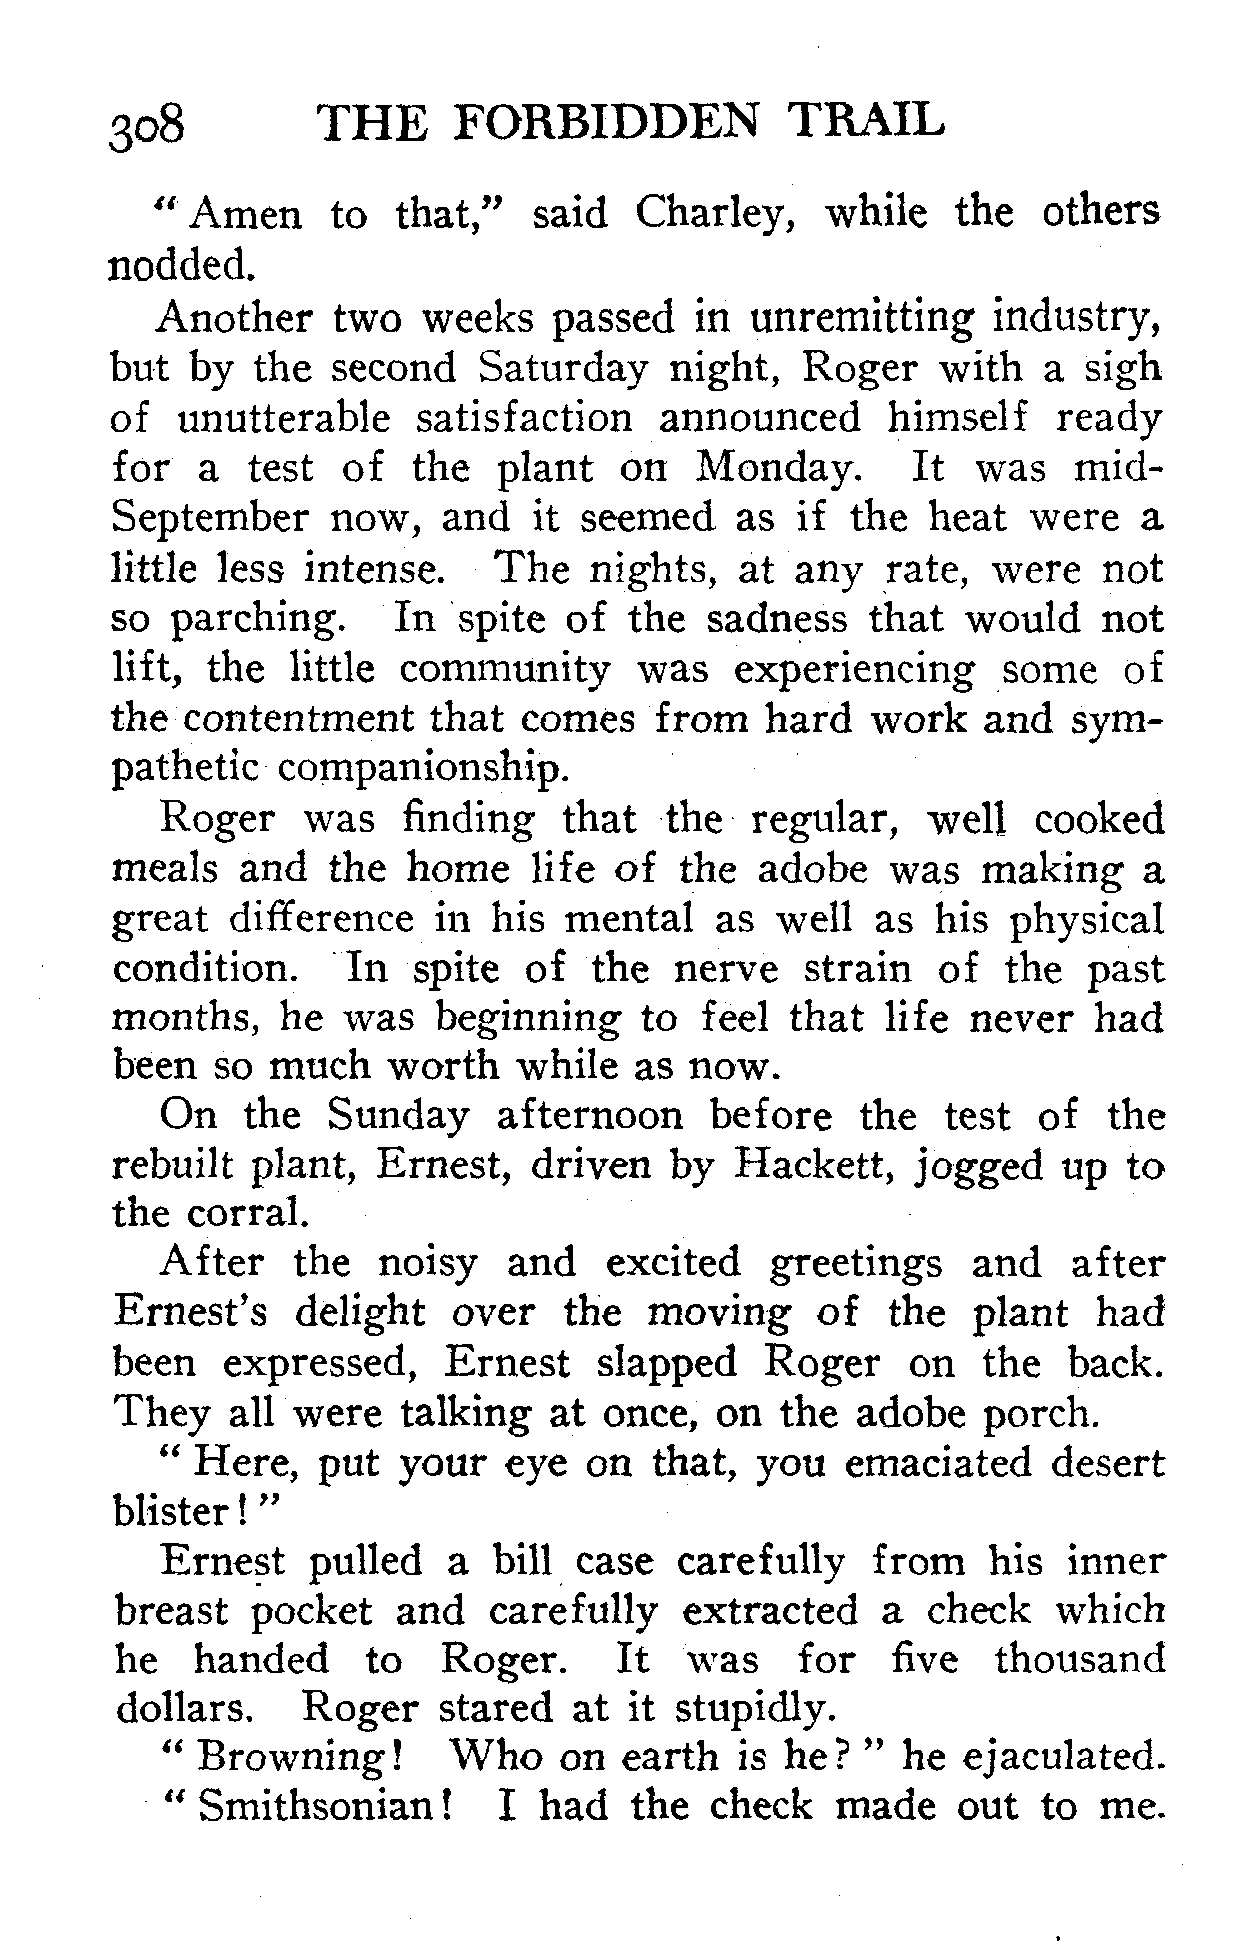 308 THE FORBIDDEN TRAIL
" Amen to that," said Charley, while the others
nodded.
Another two weeks passed in unremitting industry,
but by the second Saturday night, Roger with a sigh
of unutterable satisfaction announced himself ready
for a test of the plant on Monday. It was mid-
September now, and it seemed as if the heat were a
little less intense. The nights, at any rate, were not
so parching. In spite of the sadness that would not
lift, the little community was experiencing some of
the contentment that comes from hard work and sym-
pathetic companionship.
Roger was finding that the regular, well cooked
meals and the home life of the adobe was making a
great difference in his mental as well as his physical
condition. In spite of the nerve strain of the past
months, he was beginning to feel that life never had
been so much worth while as now.
On the Sunday afternoon before the test of the
rebuilt plant, Ernest, driven by Hackett, jogged up to
the corral.
After the noisy and excited greetings and after
Ernest's delight over the moving of the plant had
been expressed, Ernest slapped Roger on the back.
They all were talking at once, on the adobe porch.
" Here, put your eye on that, you emaciated desert
blister ! "
Ernest pulled a bill case carefully from his inner
breast pocket and carefully extracted a check which
he handed to Roger. It was for five thousand
dollars. Roger stared at it stupidly.
" Browning! Who on earth is he? " he ejaculated.
" Smithsonian ! I had the check made out to me.